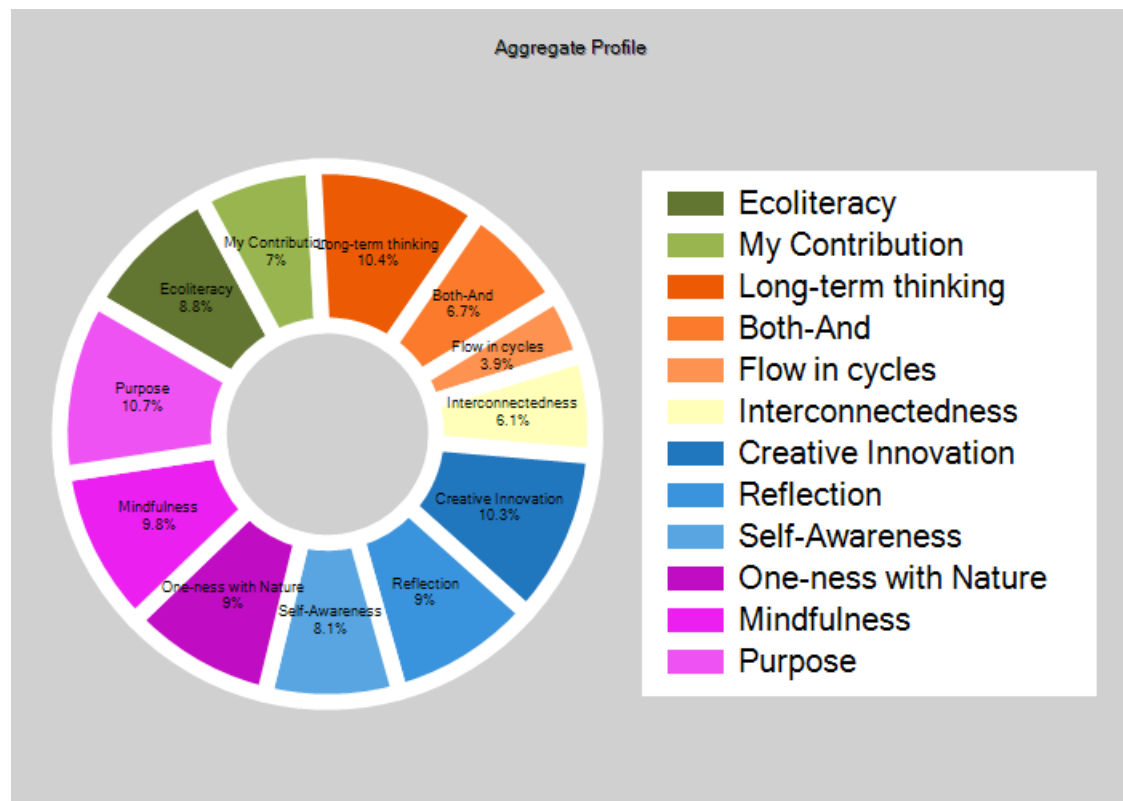 Aggregate Profile
My Contribution
7%
Long-term thinking
10.4%
Both-And
6.7%
Flow in cycles
3.9%
Interconnectedness
6.1%
Creative Innovation
10.3%
Reflection
9%
Self-Awareness
8.1%
One-ness with Nature
9%
Mindfulness
9.8%
Purpose
10.7%
Ecoliteracy
8.8%
Ecoliteracy
My Contribution
Long-term thinking
Both-And
Flow in cycles
Interconnectedness
Creative Innovation
Reflection
Self-Awareness
One-ness with Nature
Mindfulness
Purpose